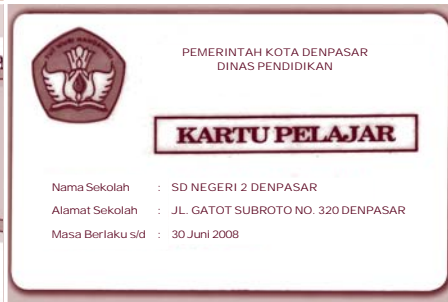 PEMERINTAH KOTA DENPASAR
DINAS PENDIDIKAN
KARTU PELAJAR
Nama Sekolah : SD NEGERI 2 DENPASAR
Alamat Sekolah : JL. GATOT SUBROTO NO. 320 DENPASAR
Masa Berlaku s/d : 30 Juni 2008